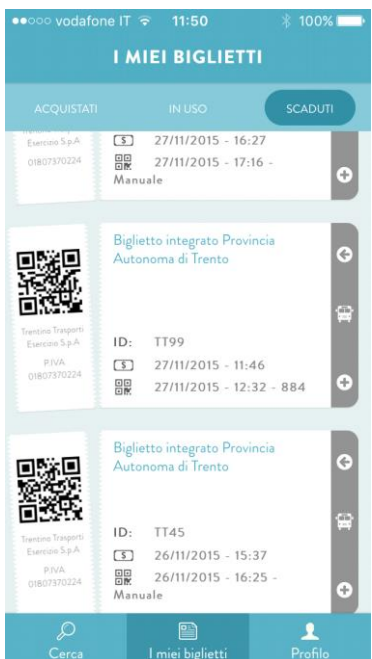 vodafone IT 11:50 100%
I MIEI BIGLIETTI
ACQUISTATI IN USO SCADUTI
Esercizio S.p.A.
01807370224
27/11/2015 - 16:27
27/11/2015 - 17:16 -
Manuale
Biglietto integrato Provincia
Autonoma di Trento
Trentino Trasporti
Esercizio S.p.A.
P.IVA
01807370224
ID: TT99
27/11/2015 - 11:46
27/11/2015 - 12:32 - 884
Biglietto integrato Provincia
Autonoma di Trento
Trentino Trasporti
Esercizio S.p.A.
P.IVA
01807370224
ID: TT45
26/11/2015 - 15:37
26/11/2015 - 16:25 -
Manuale
Cerca I miei biglietti Profilo